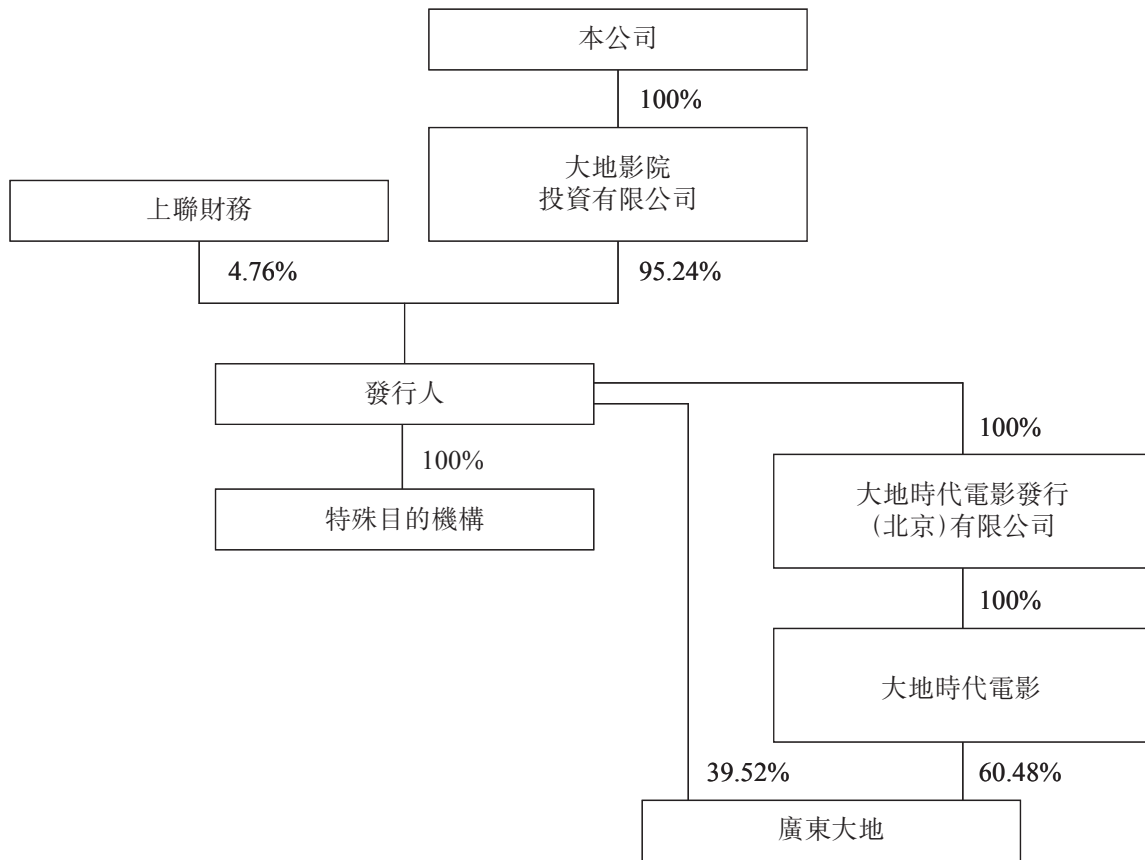 本公司
100%
大地影院
投資有限公司
上聯財務
4.76%
95.24%
發行人
100%
100%
特殊目的機構
大地時代電影發行
(北京)有限公司
100%
大地時代電影
39.52%
60.48%
廣東大地